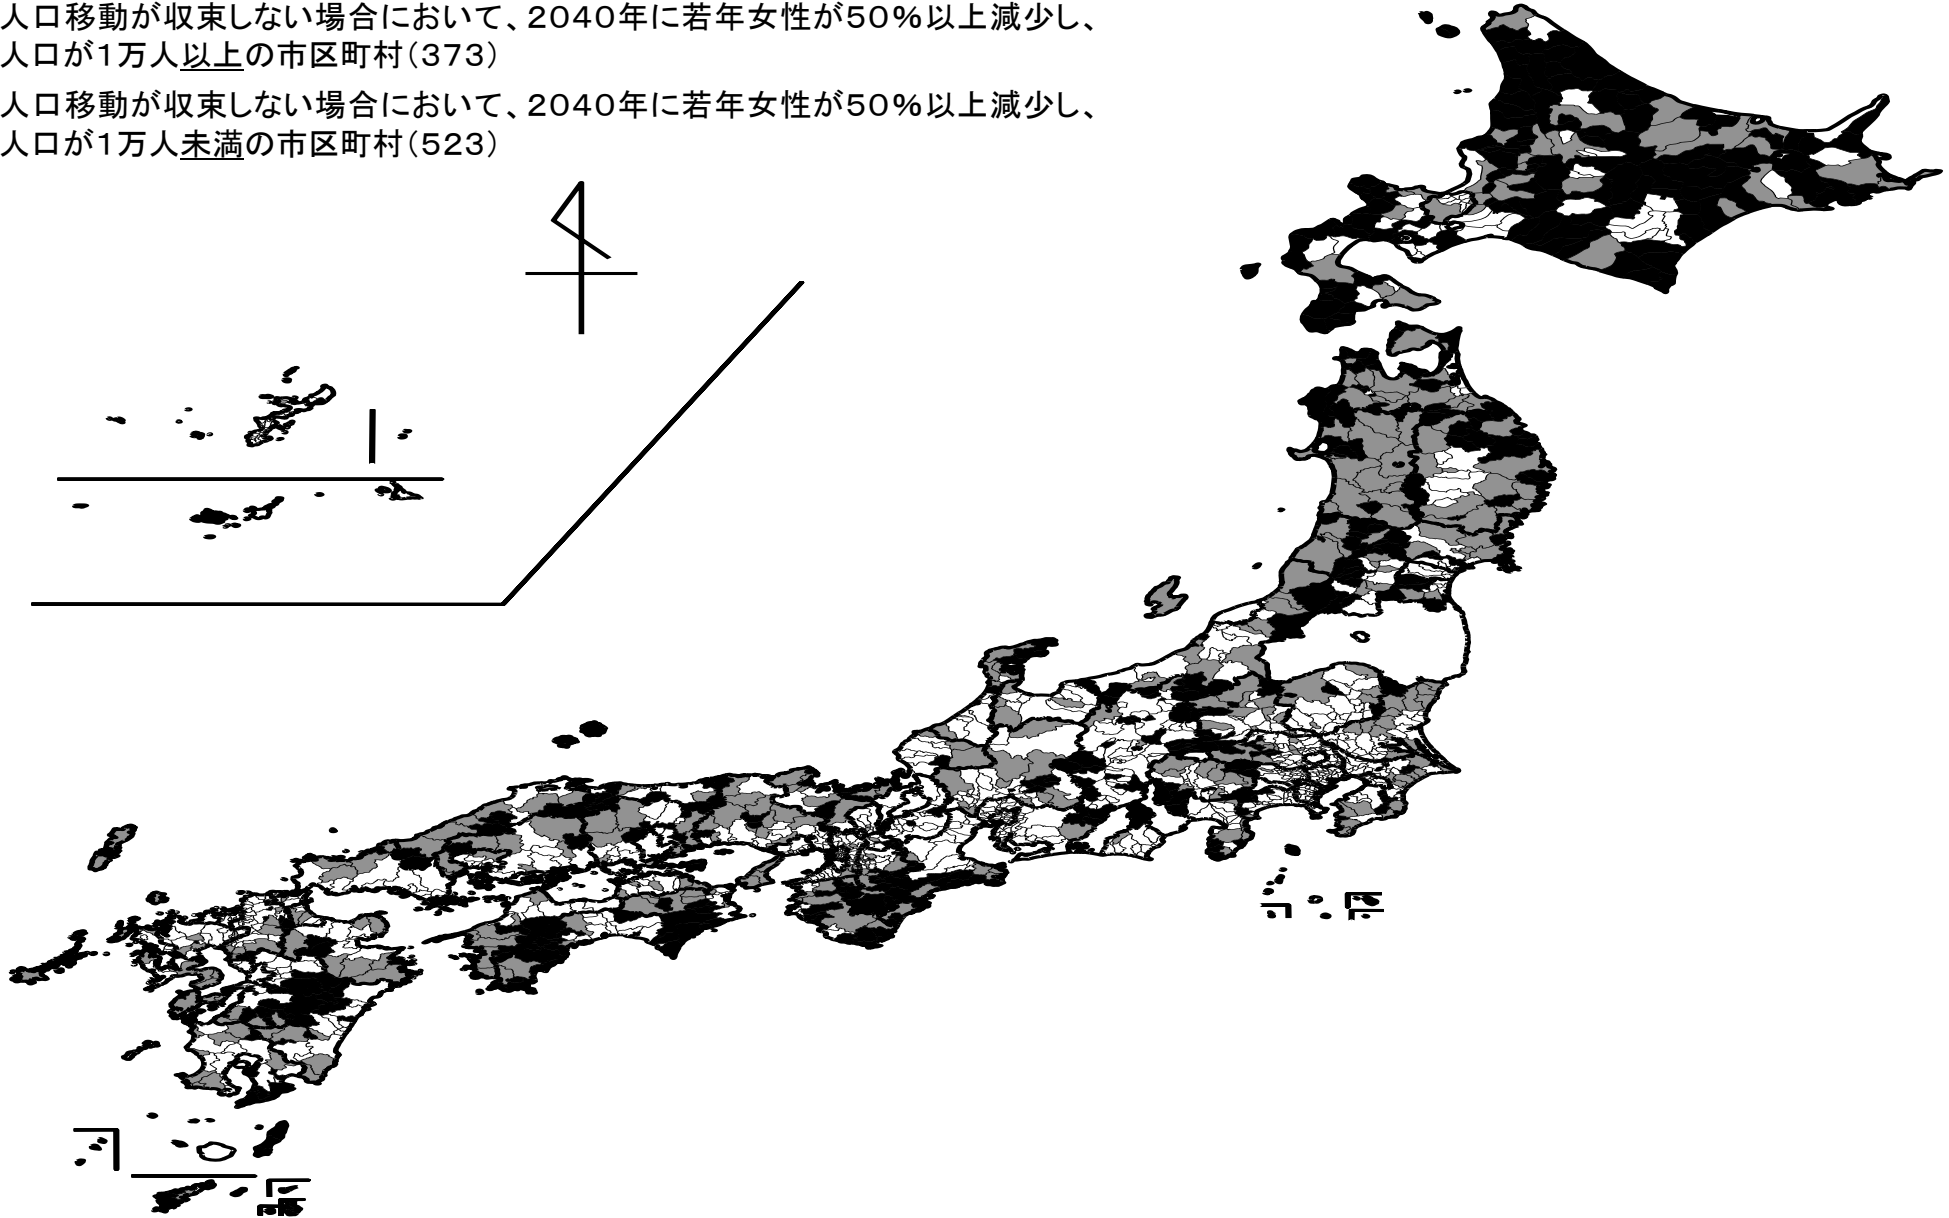 人口移動が収束しない場合において、２０４０年に若年女性が５０％以上減少し、
人口が１万人以上の市区町村（３７３）
人口移動が収束しない場合において、２０４０年に若年女性が５０％以上減少し、
人口が１万人未満の市区町村（５２３）